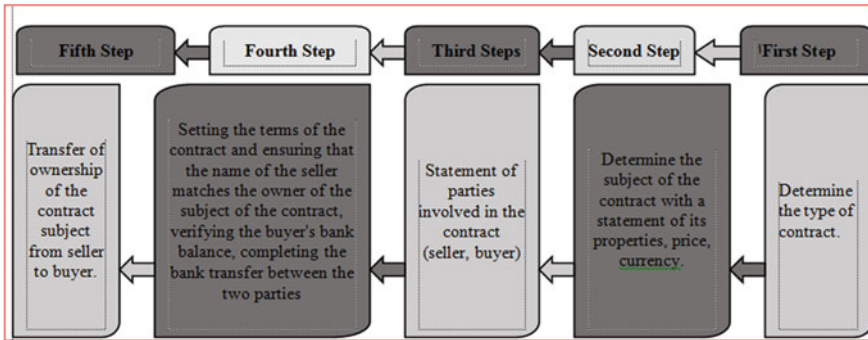 Fifth Step
Fourth Step
Third Steps
Second Step
First Step
Transfer of
ownership
of the
contract
subject
from seller
to buyer.
Setting the terms of the
contract and ensuring that
the name of the seller
matches the owner of the
subject of the contract,
verifying the buyer's bank
balance, completing the
bank transfer between the
two parties
Statement of
parties
involved in the
contract
(seller, buyer)
Determine the
subject of the
contract with a
statement of its
properties, price,
currency.
Determine
the type of
contract.